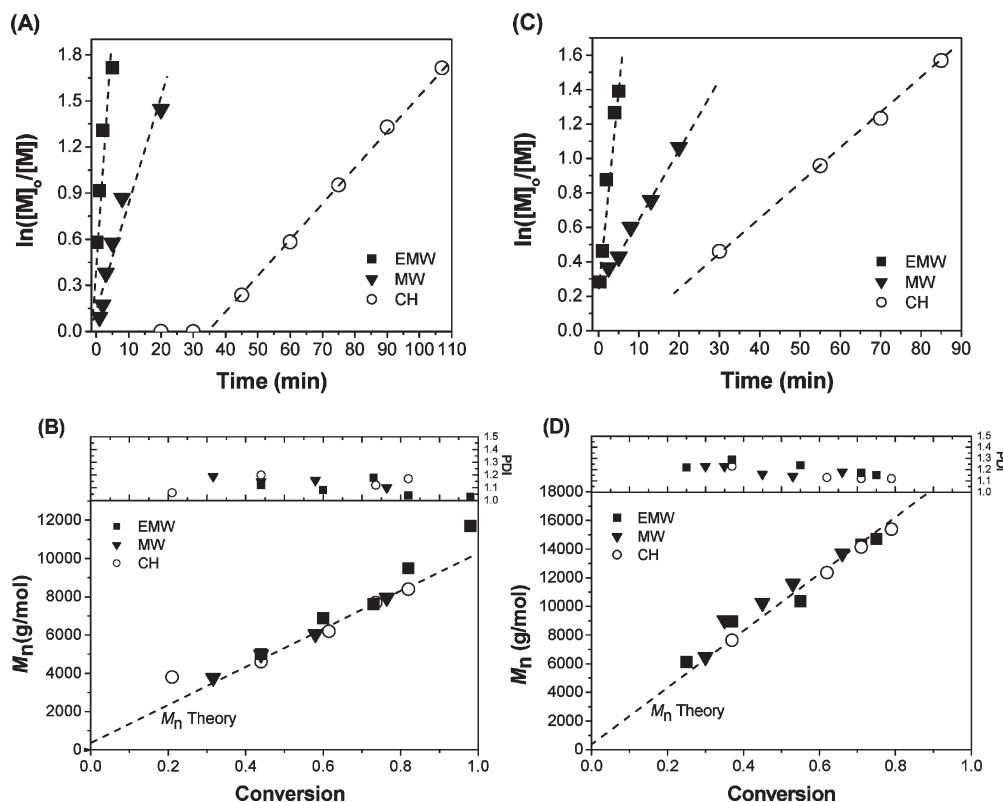 (A)
ln([M]o/[M])
1.8
1.5
1.2
0.9
0.6
0.3
0.0
EMW
MW
CH
0 10 20 30 40 50 60 70 80 90 100 110
Time (min)
(C)
ln([M]o/[M])
1.6
1.4
1.2
1.0
0.8
0.6
0.4
0.2
0.0
EMW
MW
CH
0 10 20 30 40 50 60 70 80 90
Time (min)
(B)
1.5
1.4
1.3
1.2
1.1
1.0
PDI
Mn(g/mol)
12000
10000
8000
6000
4000
2000
0
EMW
MW
CH
Mn Theory
0.0 0.2 0.4 0.6 0.8 1.0
Conversion
(D)
1.5
1.4
1.3
1.2
1.1
1.0
PDI
Mn (g/mol)
18000
16000
14000
12000
10000
8000
6000
4000
2000
0
EMW
MW
CH
Mn Theory
0.0 0.2 0.4 0.6 0.8 1.0
Conversion